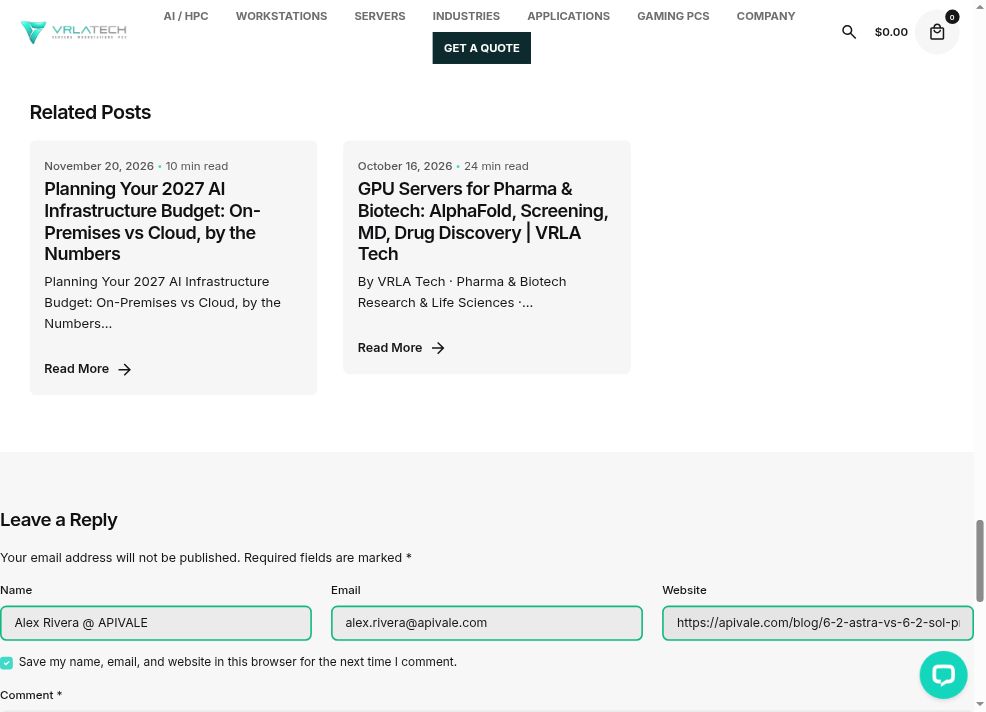 AI / HPC
WORKSTATIONS
SERVERS
INDUSTRIES
APPLICATIONS
GAMING PCS
COMPANY
VRLATECH
GET A QUOTE
$0.00
0
Related Posts
November 20, 2026 • 10 min read
Planning Your 2027 AI
Infrastructure Budget: On-
Premises vs Cloud, by the
Numbers
Planning Your 2027 AI Infrastructure
Budget: On-Premises vs Cloud, by the
Numbers...
Read More
October 16, 2026 • 24 min read
GPU Servers for Pharma &
Biotech: AlphaFold, Screening,
MD, Drug Discovery | VRLA
Tech
By VRLA Tech · Pharma & Biotech
Research & Life Sciences ·...
Read More
Leave a Reply
Your email address will not be published. Required fields are marked *
Name
Email
Website
Alex Rivera @ APIVALE
alex.rivera@apivale.com
https://apivale.com/blog/6-2-astra-vs-6-2-sol-p
Save my name, email, and website in this browser for the next time I comment.
Comment *